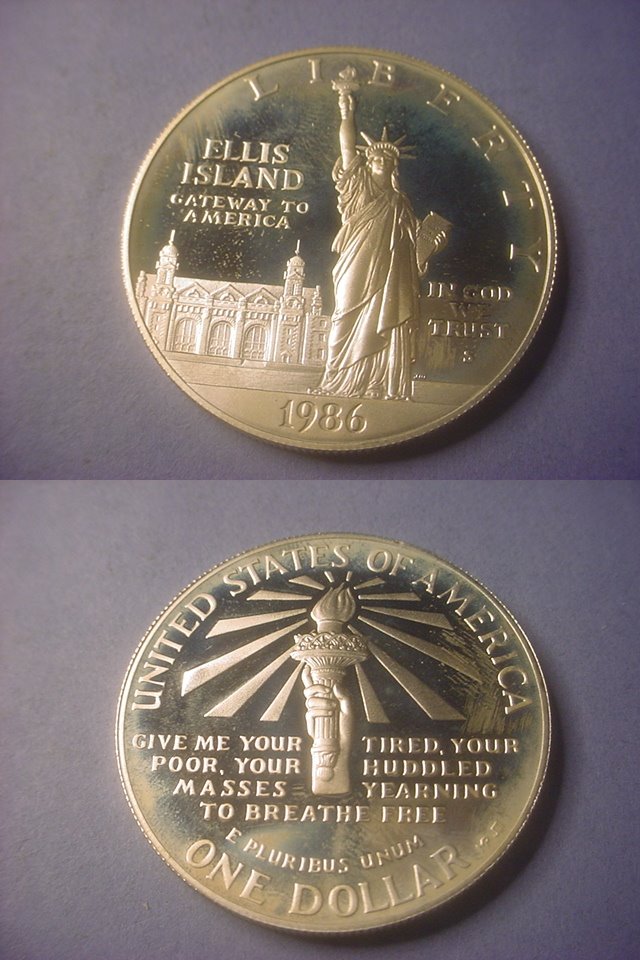 LIBERTY
ELLIS
ISLAND
GATEWAY TO
AMERICA
IN GOD
WE
TRUST
S
1986
UNITED STATES OF AMERICA
GIVE ME YOUR TIRED, YOUR
POOR, YOUR HUDDLED
MASSES YEARNING
TO BREATHE FREE
E PLURIBUS UNUM
ONE DOLLAR